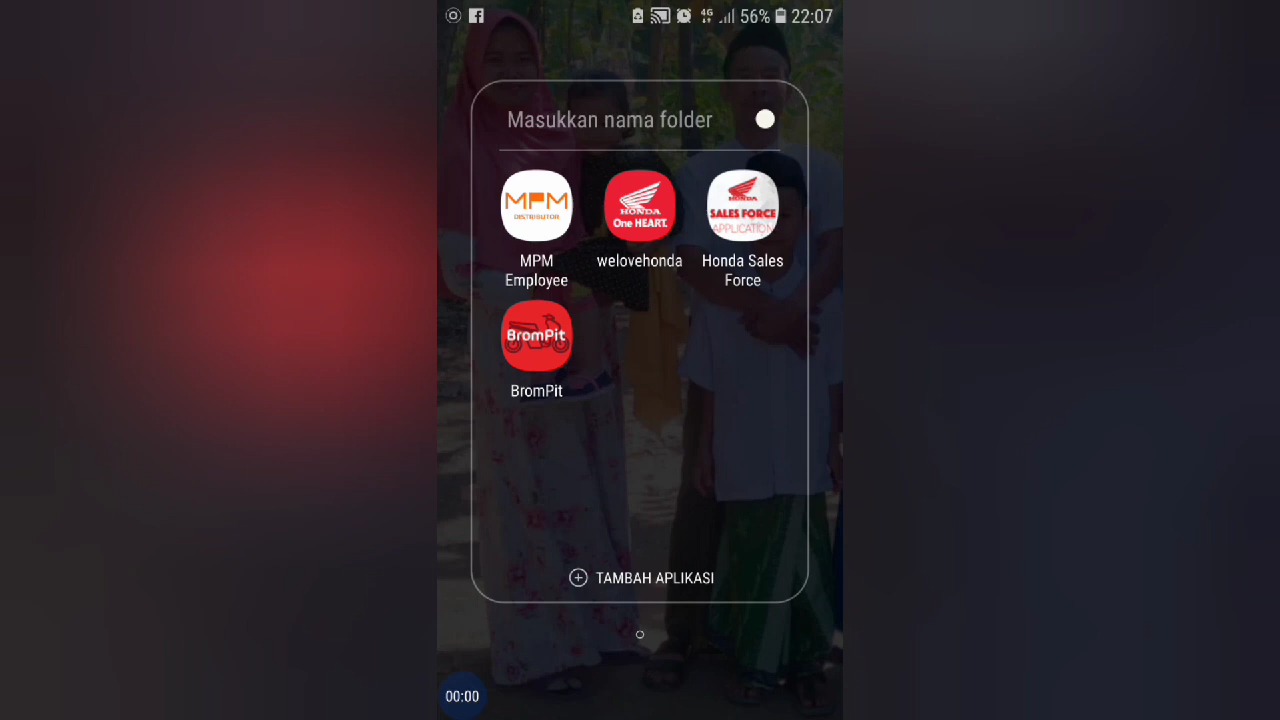 4G 56% 22:07
Masukkan nama folder
MPM
DISTRIBUTOR
HONDA
One HEART.
HONDA
SALES FORCE
APPLICATION
MPM
Employee
welovehonda
Honda Sales
Force
BromPit
BromPit
TAMBAH APLIKASI
00:00